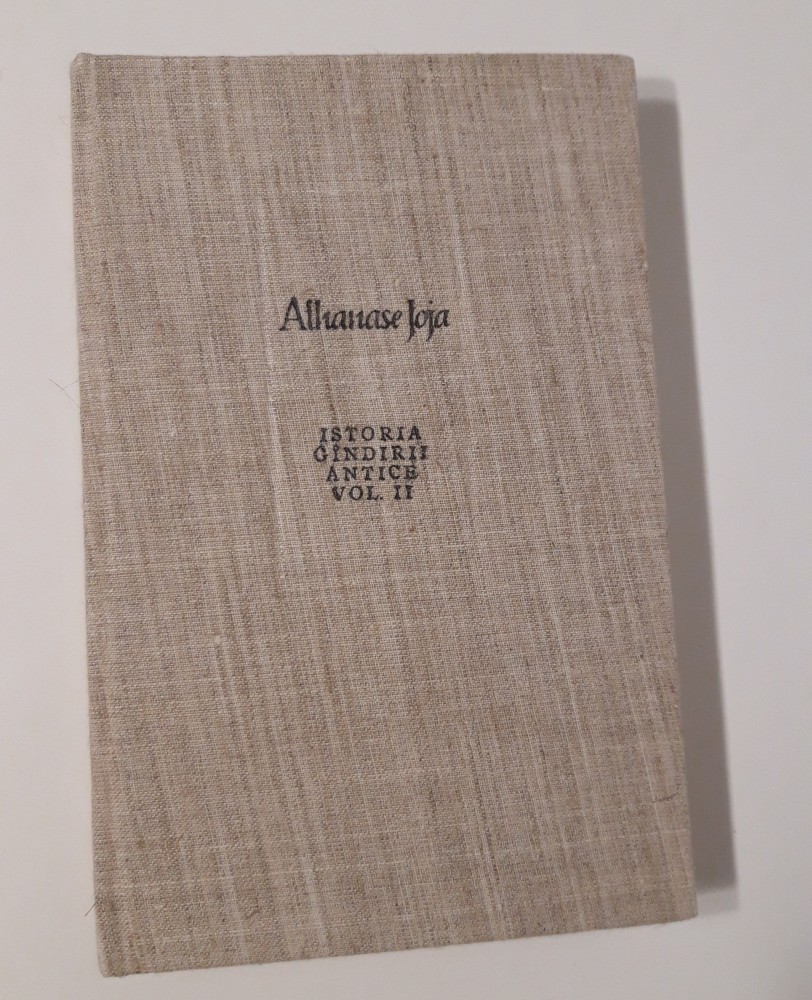 Athanase Joja
ISTORIA
GÎNDIRII
ANTICE
VOL. II